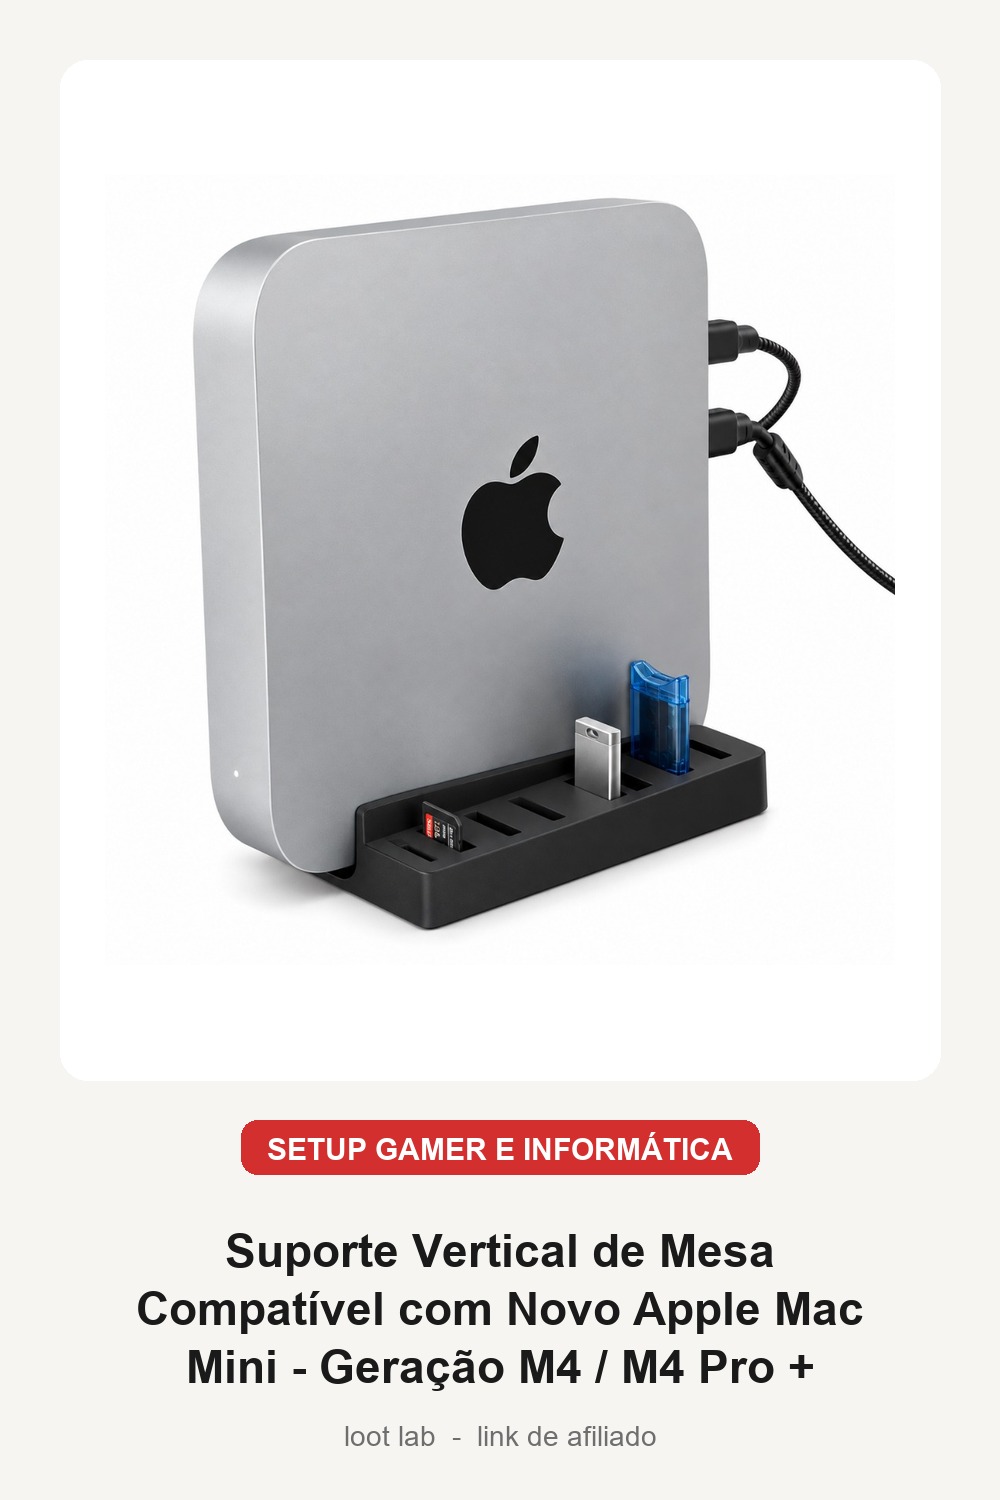 SETUP GAMER E INFORMÁTICA
Suporte Vertical de Mesa
Compatível com Novo Apple Mac
Mini - Geração M4 / M4 Pro +
loot lab - link de afiliado